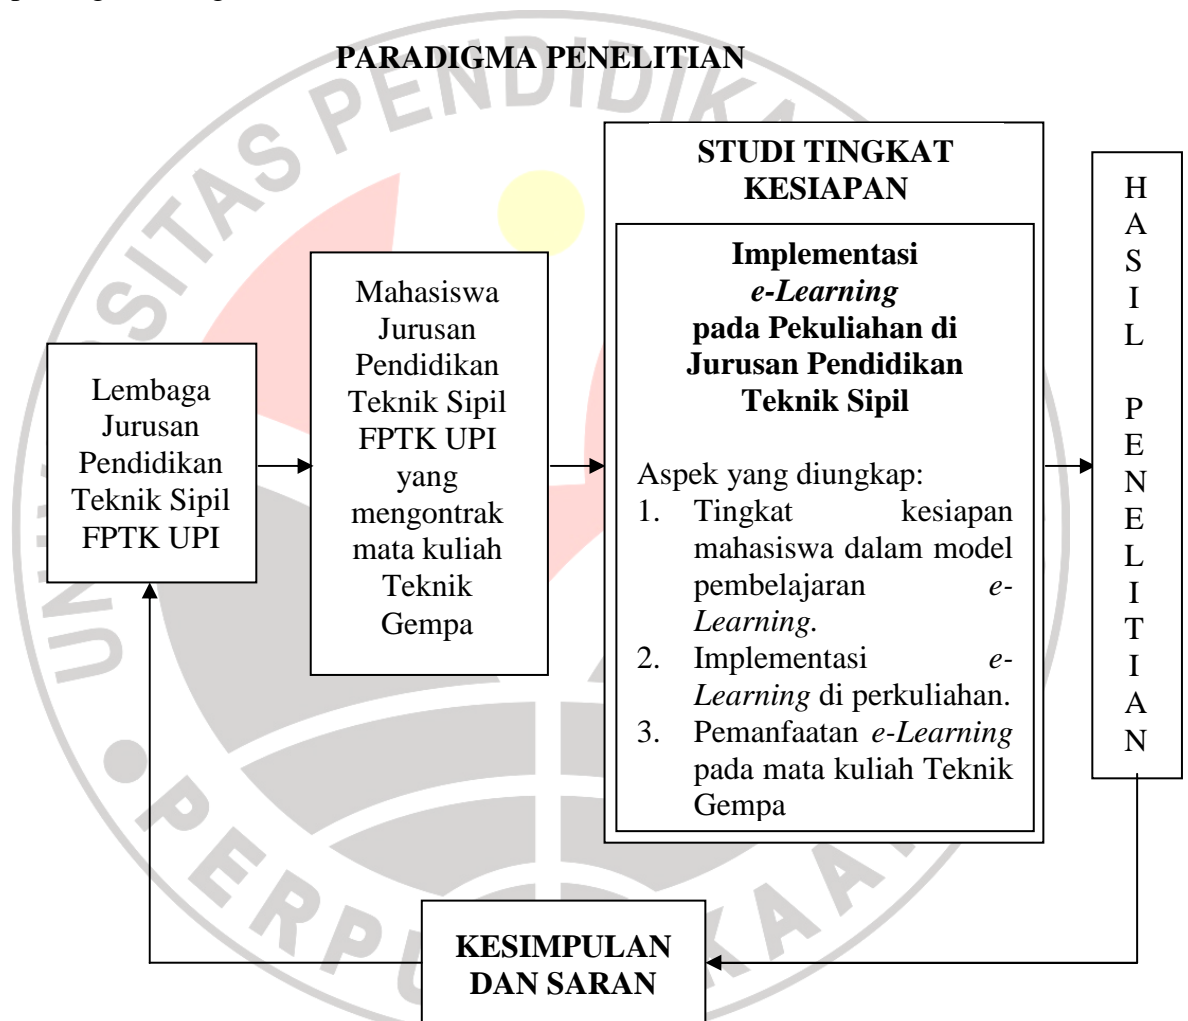 PARADIGMA PENELITIAN
Lembaga
Jurusan
Pendidikan
Teknik Sipil
FPTK UPI
Mahasiswa
Jurusan
Pendidikan
Teknik Sipil
FPTK UPI
yang
mengontrak
mata kuliah
Teknik
Gempa
STUDI TINGKAT
KESIAPAN
Implementasi
e-Learning
pada Pekuliahan di
Jurusan Pendidikan
Teknik Sipil
Aspek yang diungkap:
1. Tingkat kesiapan
mahasiswa dalam model
pembelajaran e-
Learning.
2. Implementasi e-
Learning di perkuliahan.
3. Pemanfaatan e-Learning
pada mata kuliah Teknik
Gempa
H
A
S
I
L
P
E
N
E
L
I
T
I
A
N
KESIMPULAN
DAN SARAN